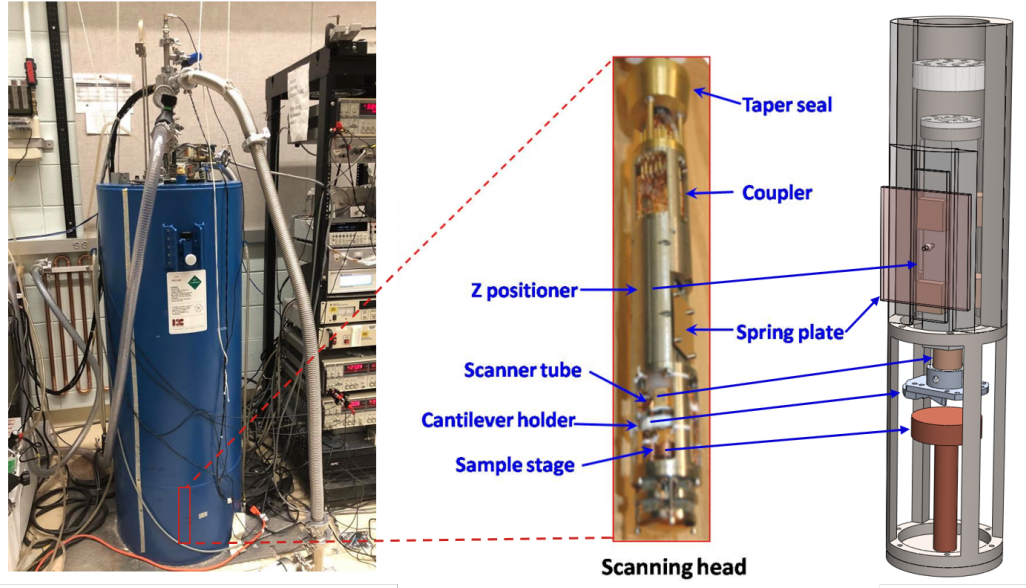 Taper seal
Coupler
Z positioner
Spring plate
Scanner tube
Cantilever holder
Sample stage
Scanning head